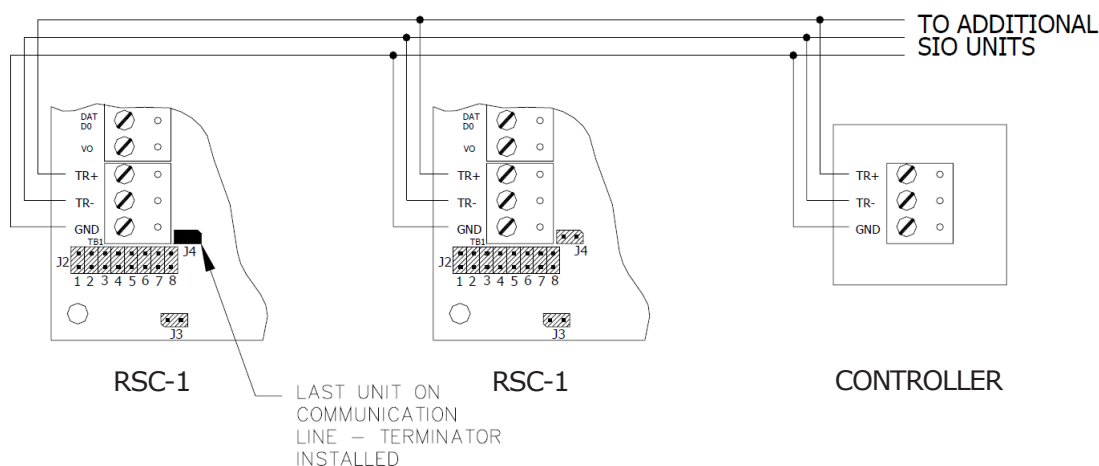 TO ADDITIONAL
SIO UNITS
DAT
D0
VO
TR+
TR-
GND
TB1
J2
J4
1 2 3 4 5 6 7 8
J3
RSC-1
DAT
D0
VO
TR+
TR-
GND
TB1
J2
J4
1 2 3 4 5 6 7 8
J3
RSC-1
TR+
TR-
GND
CONTROLLER
LAST UNIT ON
COMMUNICATION
LINE – TERMINATOR
INSTALLED